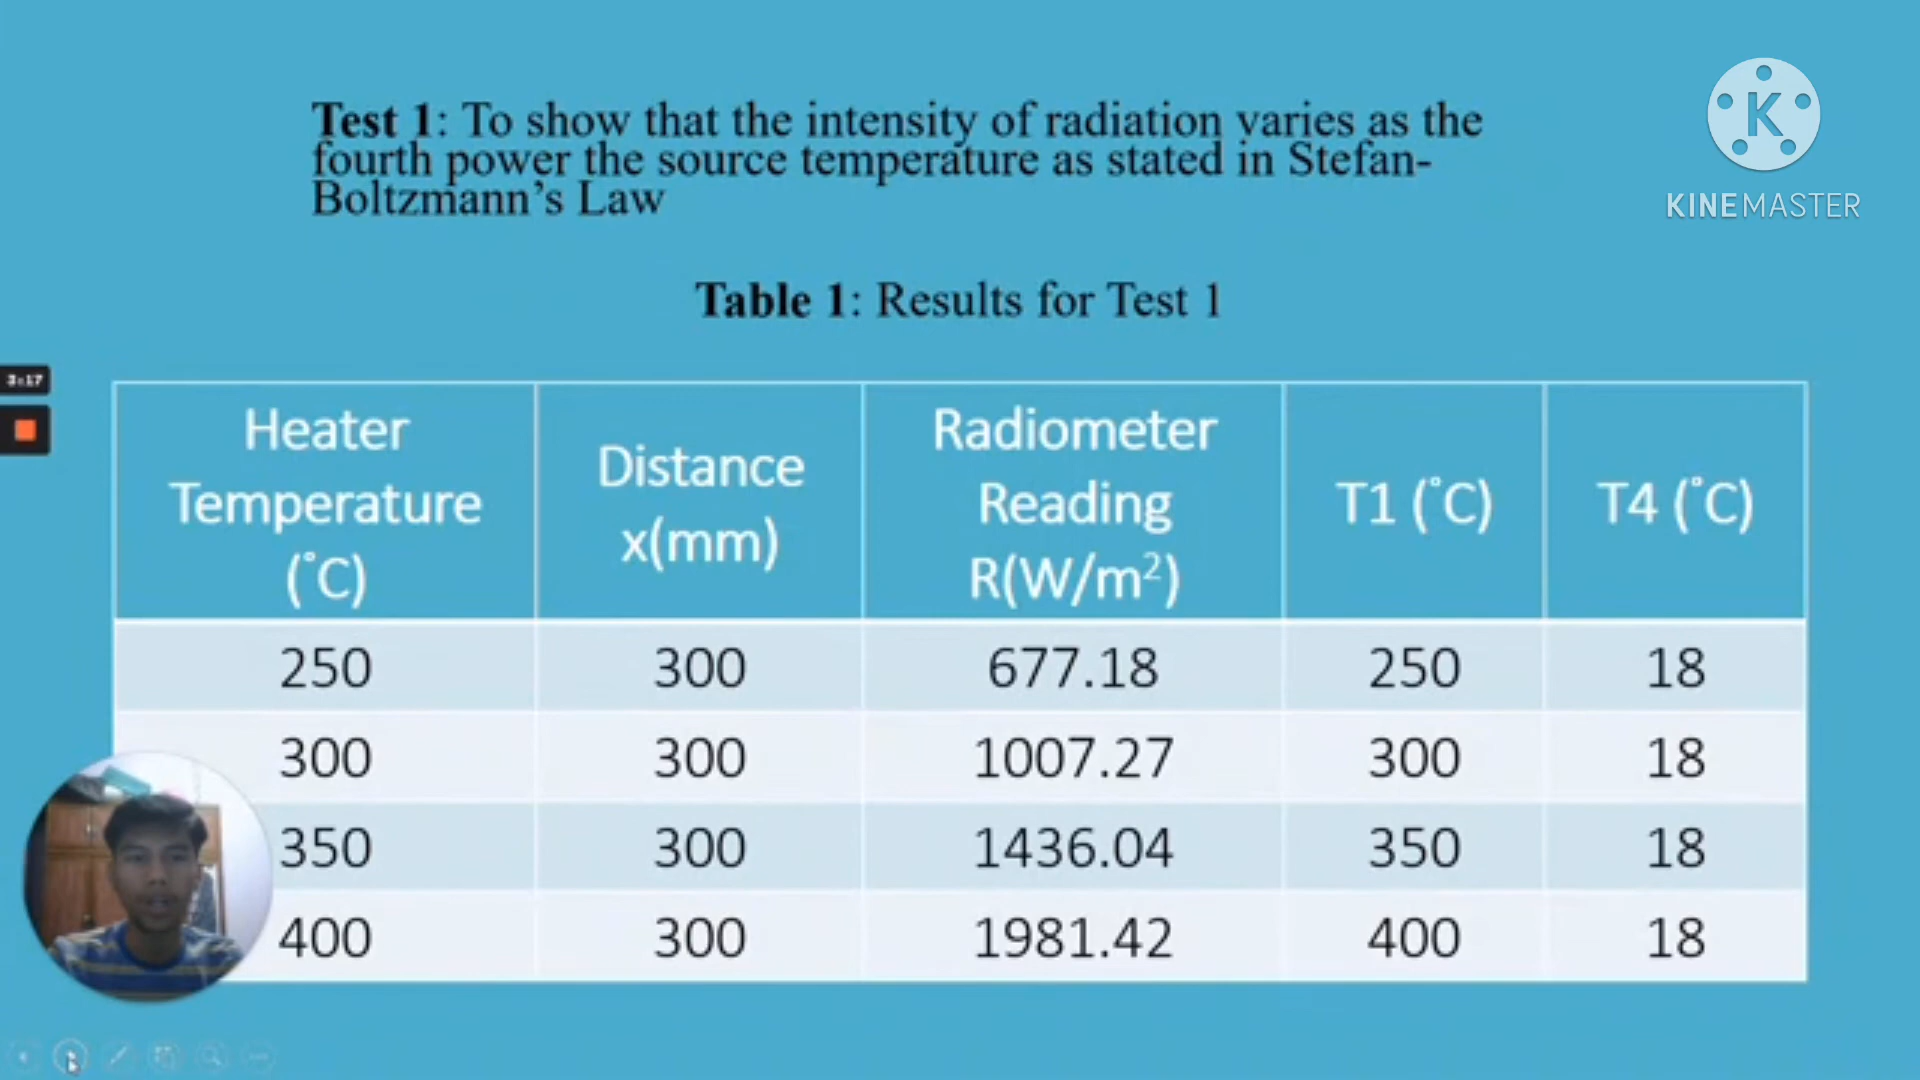 K
KINEMASTER
Test 1: To show that the intensity of radiation varies as the
fourth power the source temperature as stated in Stefan-
Boltzmann's Law
Table 1: Results for Test 1
3:17
Heater Temperature (˚C) Distance x(mm) Radiometer Reading R(W/m²) T1 (˚C) T4 (˚C)
250 300 677.18 250 18
300 300 1007.27 300 18
350 300 1436.04 350 18
400 300 1981.42 400 18